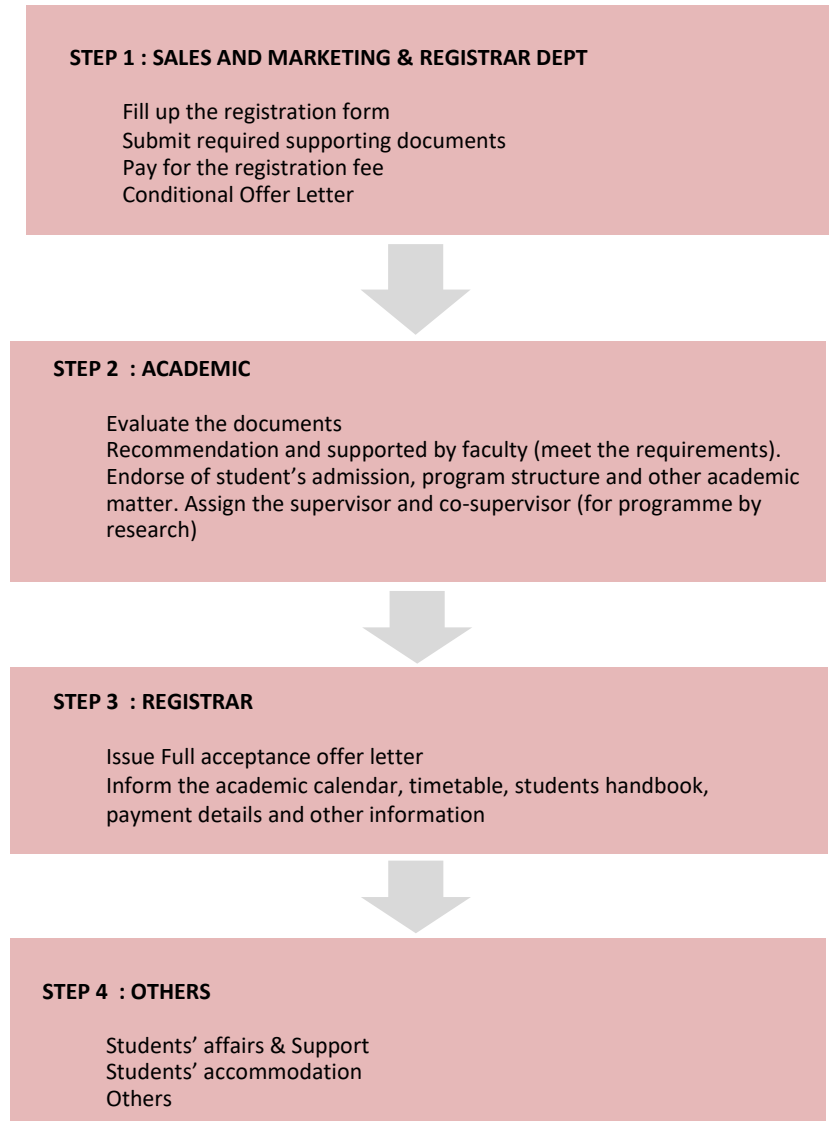 STEP 1 : SALES AND MARKETING & REGISTRAR DEPT
Fill up the registration form
Submit required supporting documents
Pay for the registration fee
Conditional Offer Letter
STEP 2 : ACADEMIC
Evaluate the documents
Recommendation and supported by faculty (meet the requirements).
Endorse of student’s admission, program structure and other academic
matter. Assign the supervisor and co-supervisor (for programme by
research)
STEP 3 : REGISTRAR
Issue Full acceptance offer letter
Inform the academic calendar, timetable, students handbook,
payment details and other information
STEP 4 : OTHERS
Students’ affairs & Support
Students’ accommodation
Others